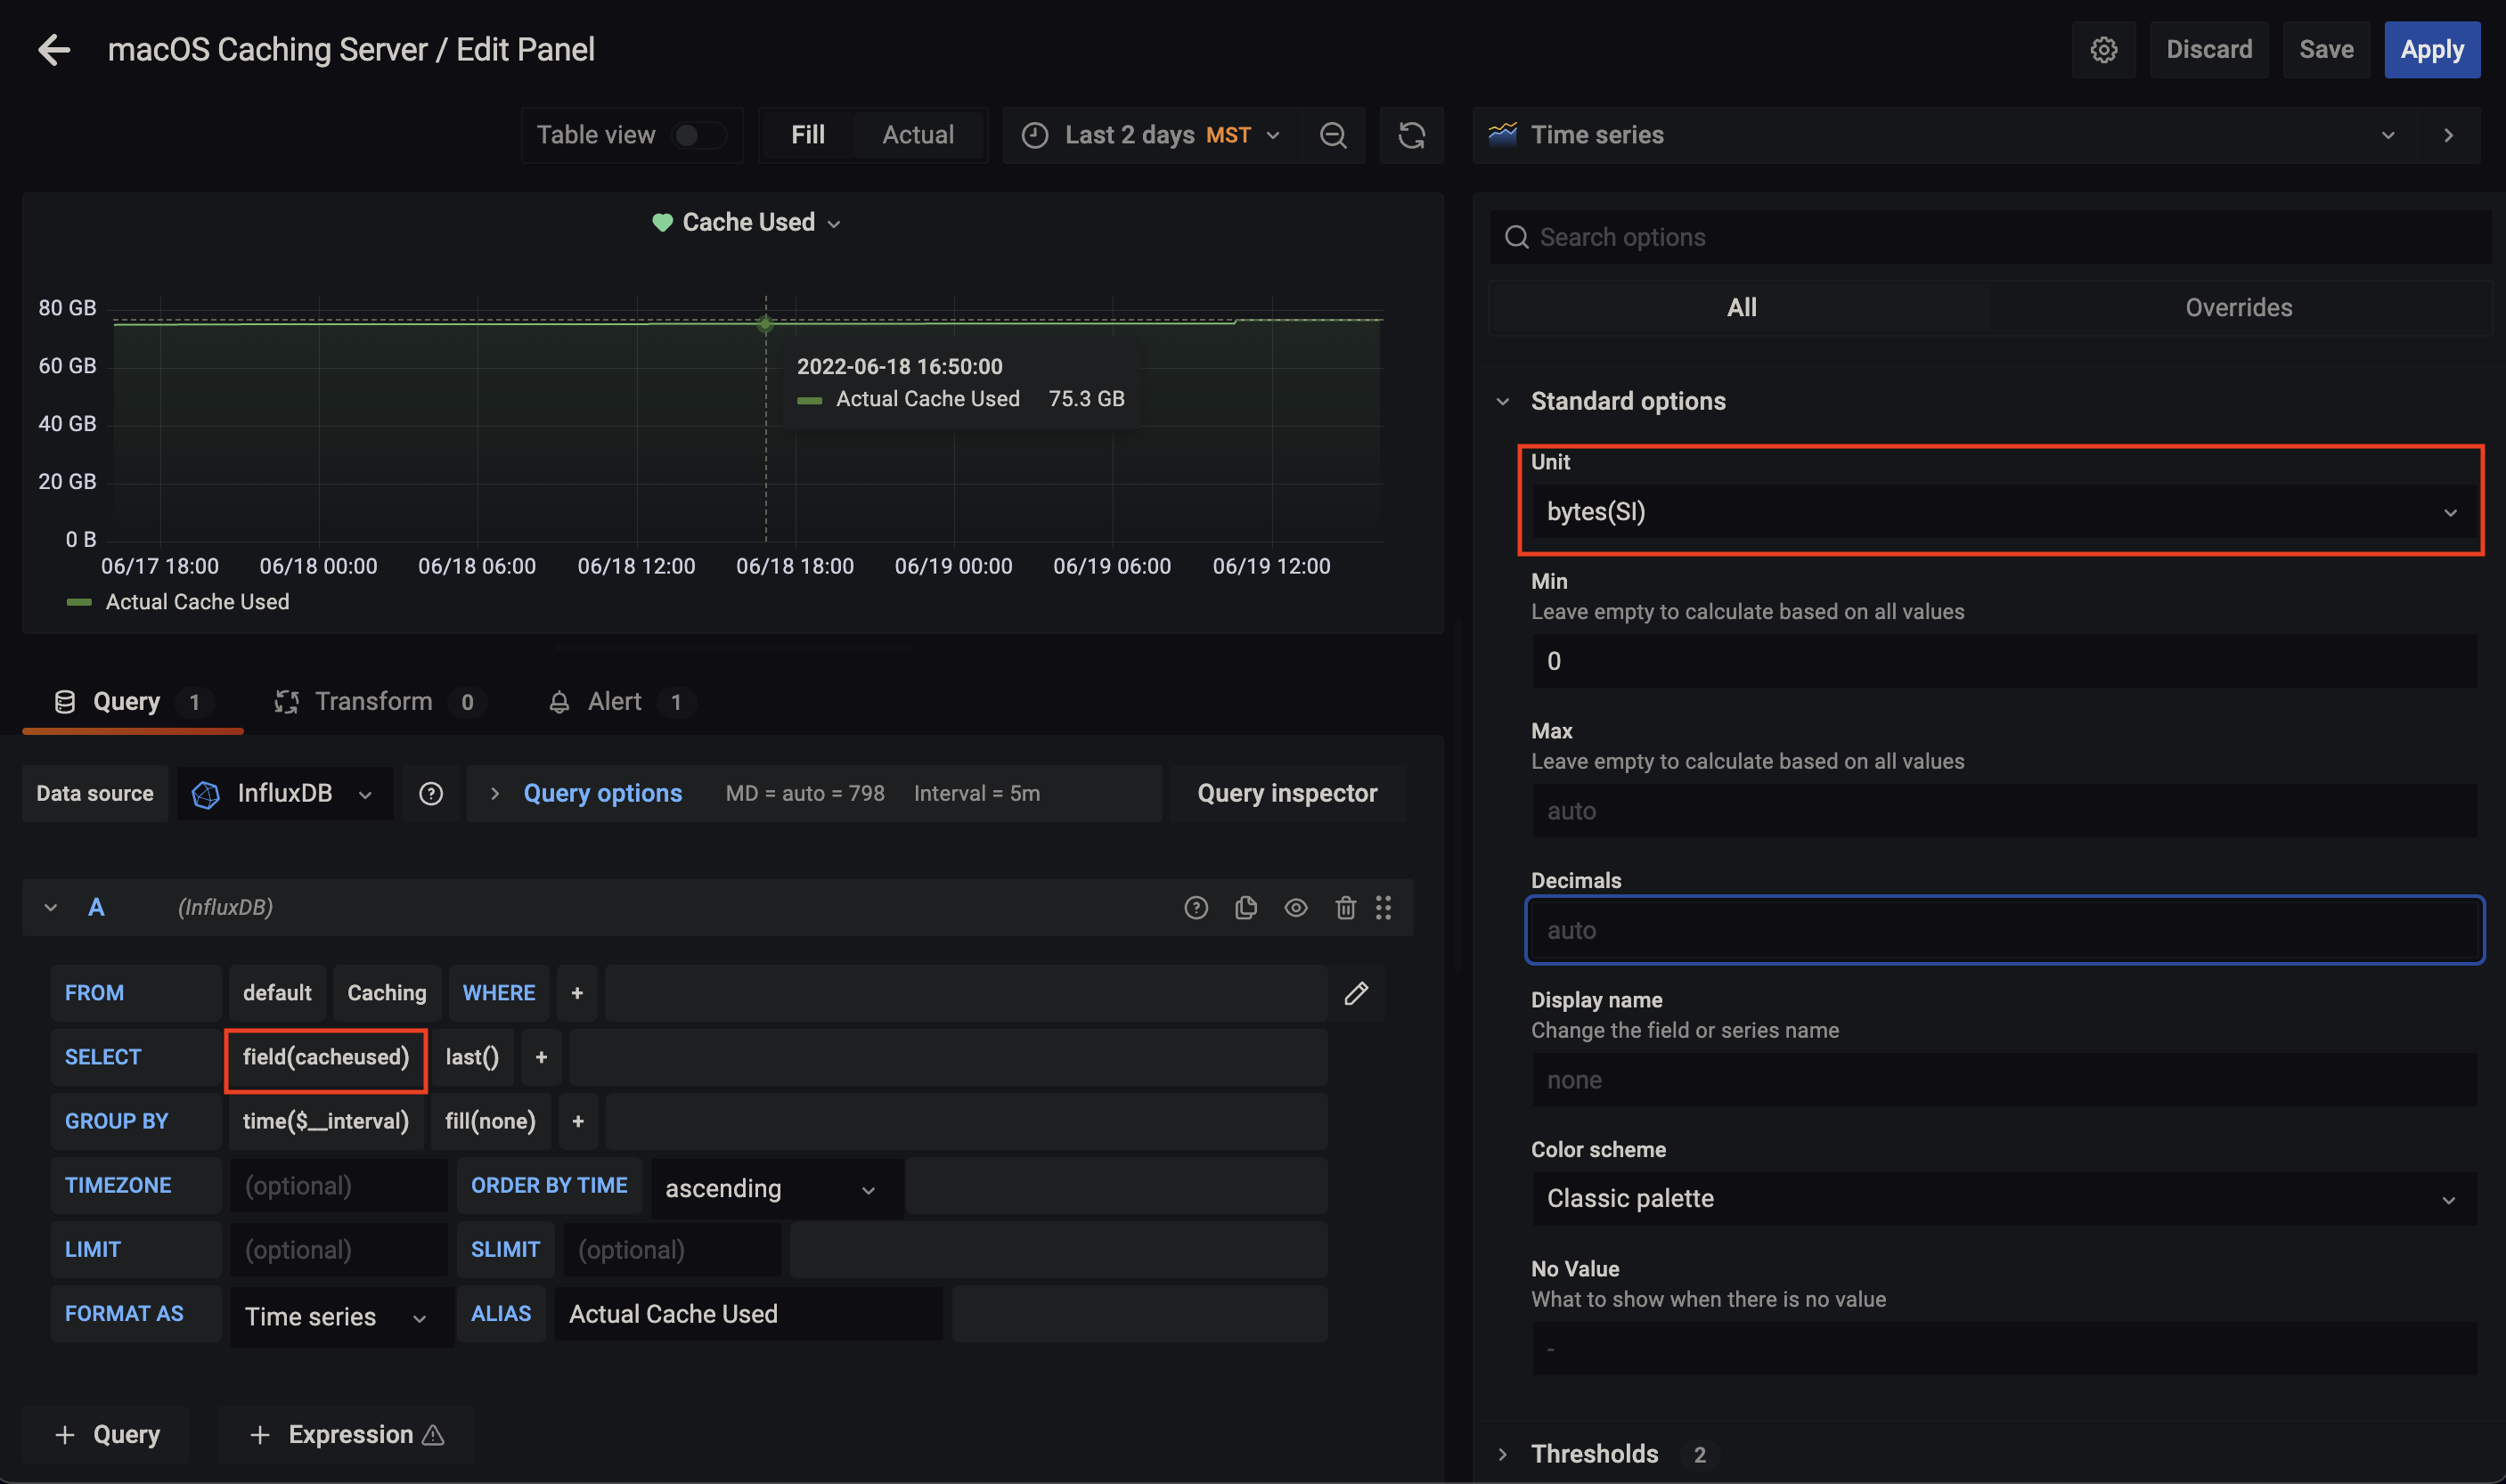 macOS Caching Server / Edit Panel
Discard
Save
Apply
Table view
Fill
Actual
Last 2 days MST
Time series
Cache Used
80 GB
60 GB
40 GB
20 GB
0 B
2022-06-18 16:50:00
Actual Cache Used 75.3 GB
06/17 18:00 06/18 00:00 06/18 06:00 06/18 12:00 06/18 18:00 06/19 00:00 06/19 06:00 06/19 12:00
Actual Cache Used
Query 1
Transform 0
Alert 1
Data source
InfluxDB
Query options MD = auto = 798 Interval = 5m
Query inspector
A (InfluxDB)
FROM default Caching WHERE +
SELECT field(cacheused) last() +
GROUP BY time($__interval) fill(none) +
TIMEZONE (optional) ORDER BY TIME ascending
LIMIT (optional) SLIMIT (optional)
FORMAT AS Time series ALIAS Actual Cache Used
+ Query
+ Expression
Search options
All
Overrides
Standard options
Unit
bytes(SI)
Min
Leave empty to calculate based on all values
0
Max
Leave empty to calculate based on all values
auto
Decimals
auto
Display name
Change the field or series name
none
Color scheme
Classic palette
No Value
What to show when there is no value
-
Thresholds 2